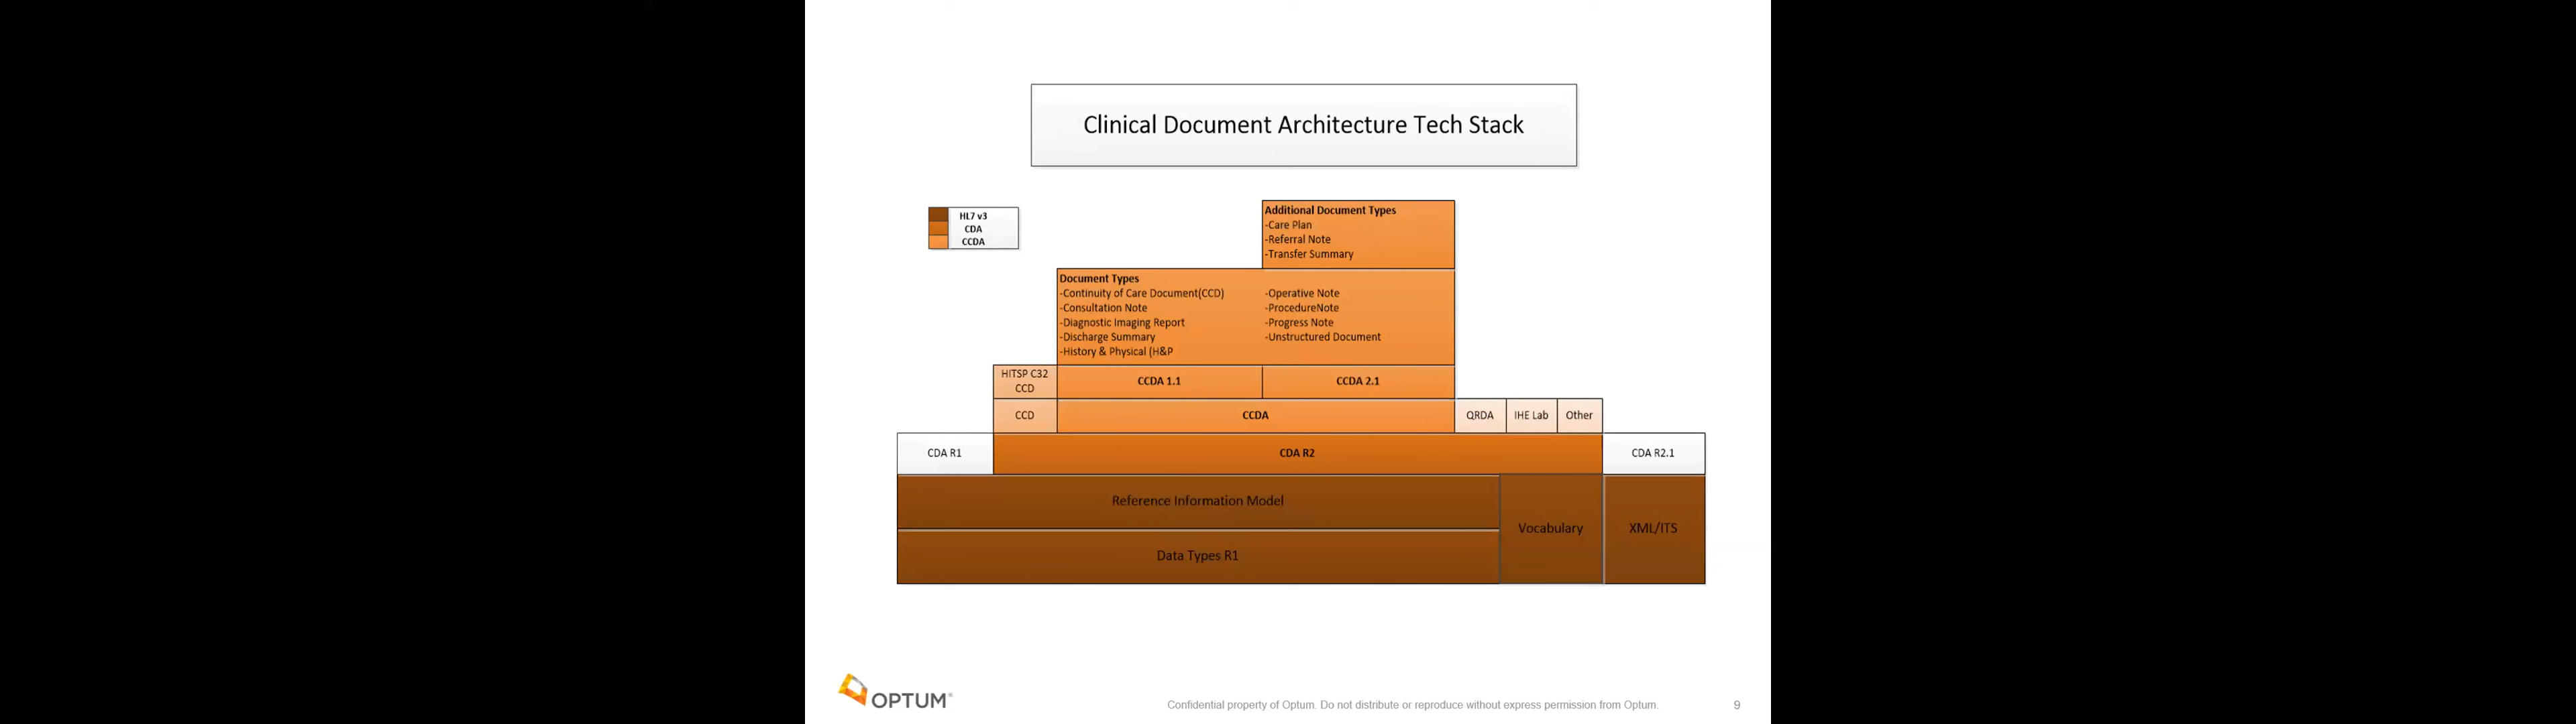 Clinical Document Architecture Tech Stack
HL7 v3
CDA
CCDA
Additional Document Types
-Care Plan
-Referral Note
-Transfer Summary
Document Types
-Continuity of Care Document(CCD)
-Consultation Note
-Diagnostic Imaging Report
-Discharge Summary
-History & Physical (H&P
-Operative Note
-ProcedureNote
-Progress Note
-Unstructured Document
HITSP C32
CCD
CCDA 1.1
CCDA 2.1
CCD
CCDA
QRDA
IHE Lab
Other
CDA R1
CDA R2
CDA R2.1
Reference Information Model
Vocabulary
XML/ITS
Data Types R1
OPTUM®
Confidential property of Optum. Do not distribute or reproduce without express permission from Optum.
9